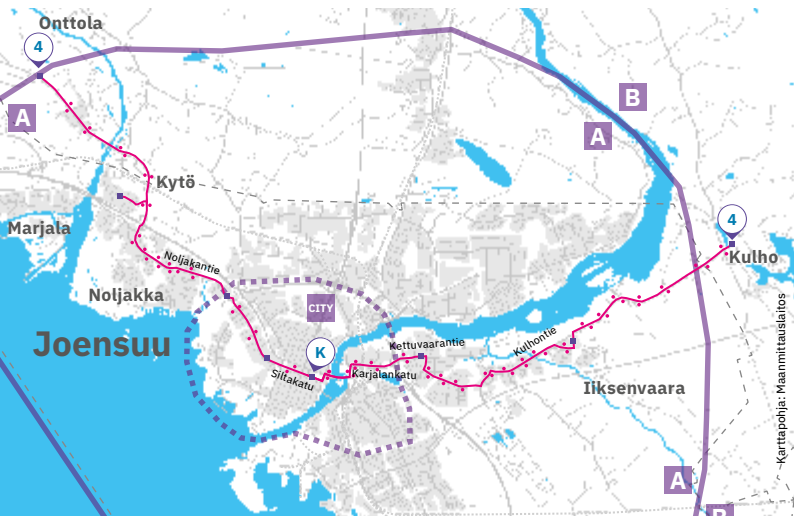 Onttola
4
A
B
A
Kytö
4
Marjala
Kulho
Noljakantie
Noljakka
CITY
Joensuu
K
Kettuvaarantie
Kulhontie
Siltakatu
Karjalankatu
Iiksenvaara
Karttapohja: Maanmittauslaitos
A
B